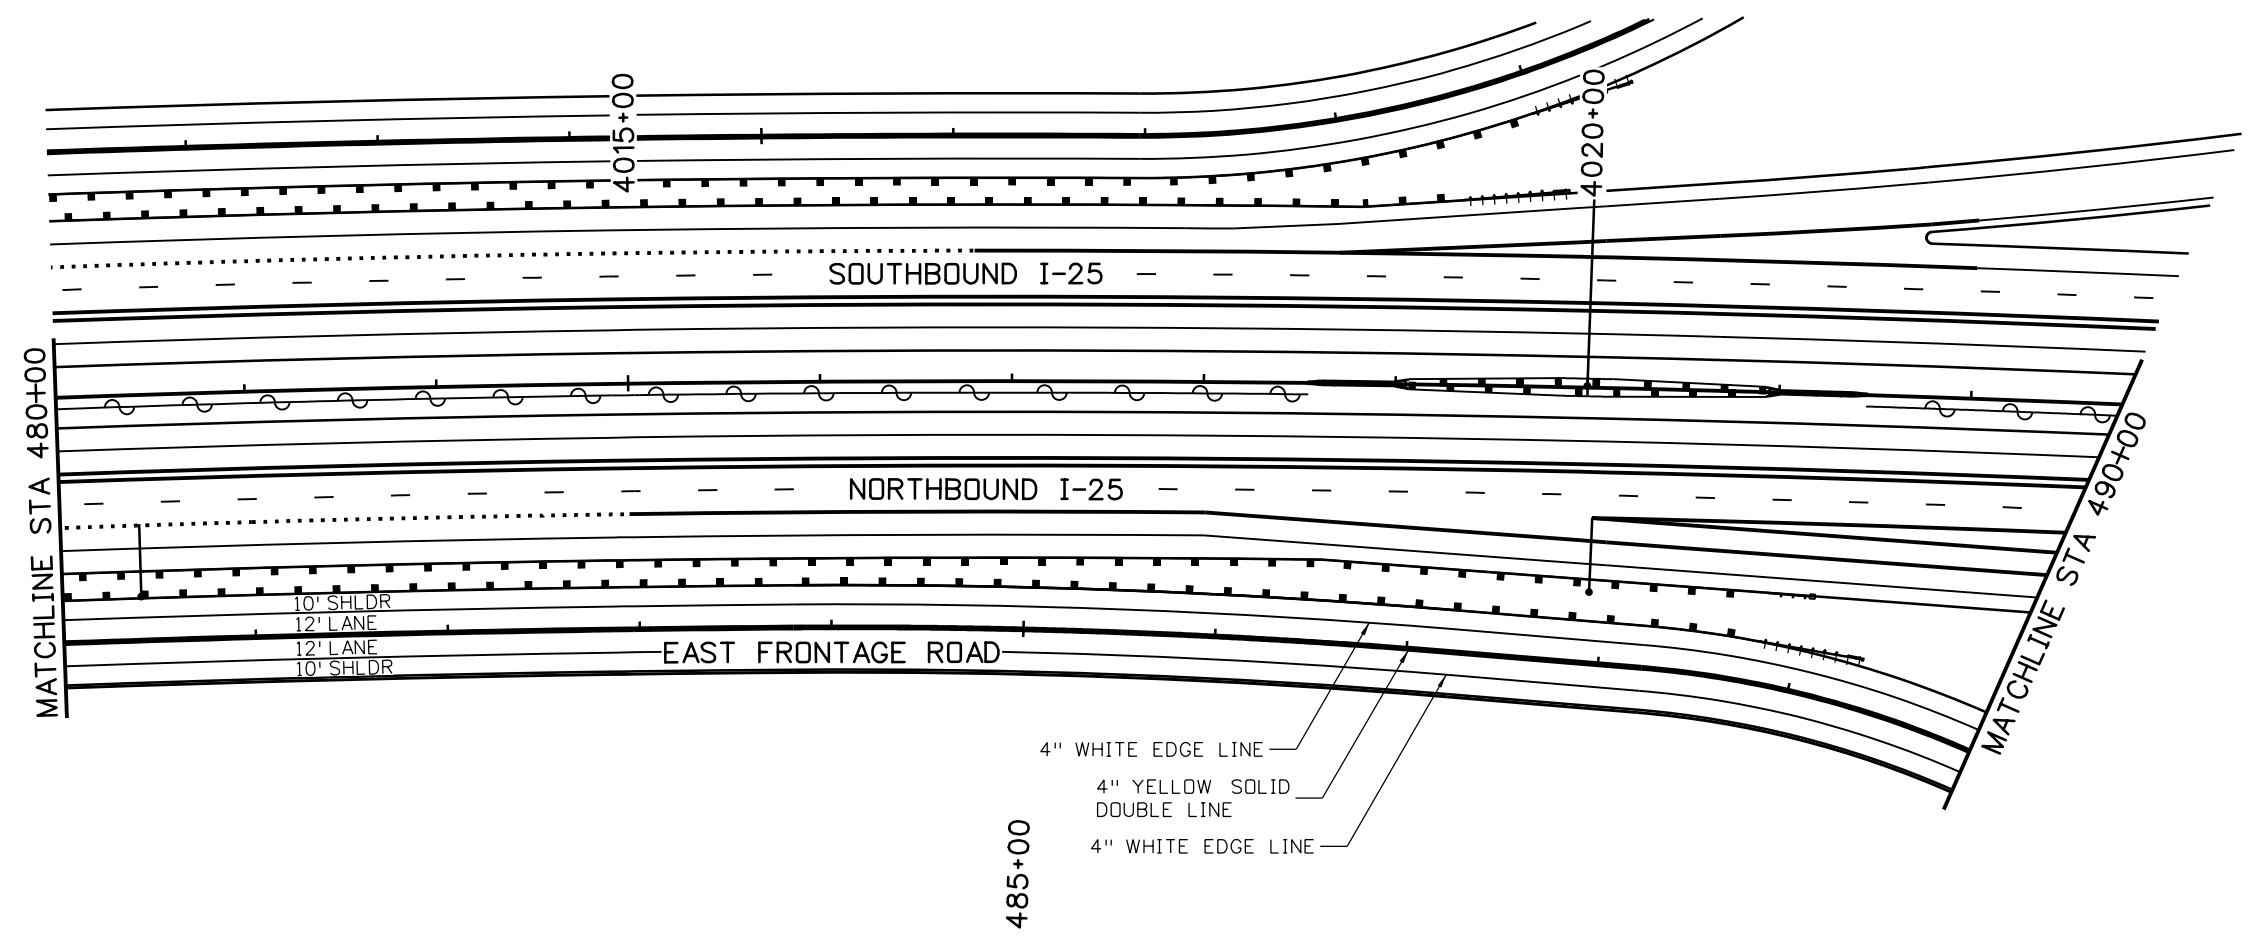 4015+00
4020+00
SOUTHBOUND I-25
MATCHLINE STA 480+00
NORTHBOUND I-25
MATCHLINE STA 490+00
10' SHLDR
12' LANE
12' LANE
10' SHLDR
EAST FRONTAGE ROAD
4" WHITE EDGE LINE
4" YELLOW SOLID
DOUBLE LINE
4" WHITE EDGE LINE
485+00